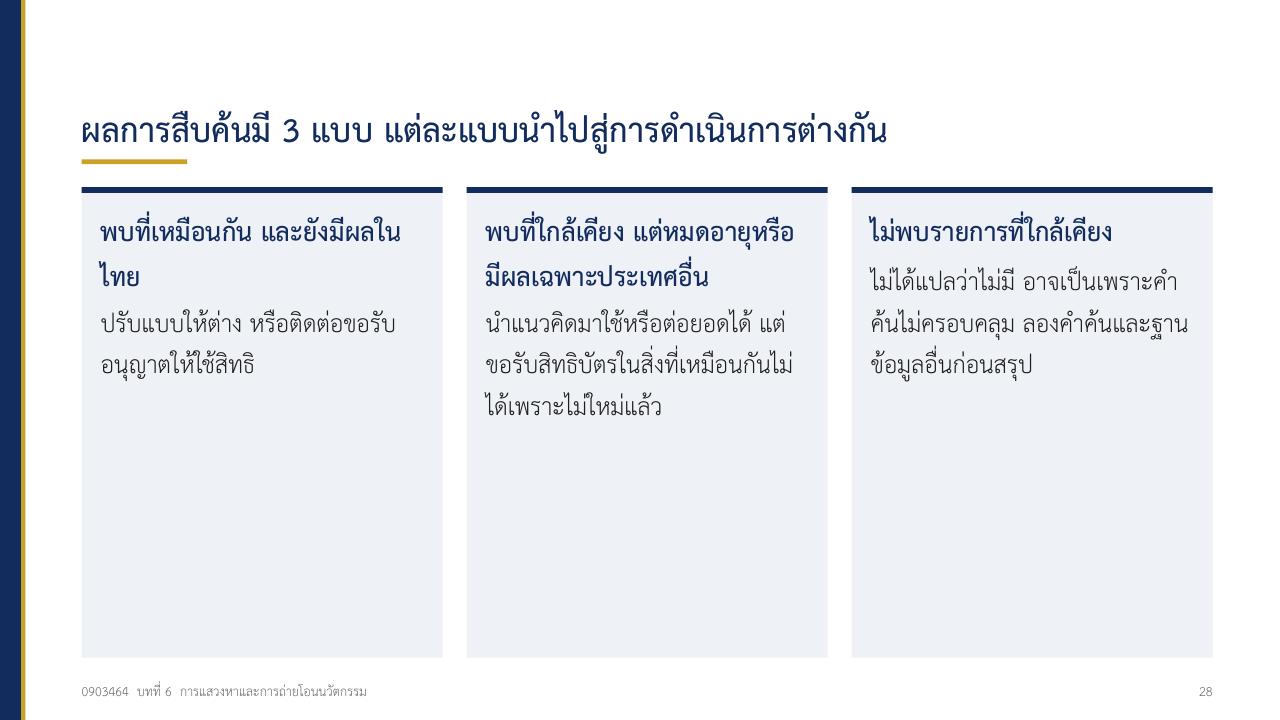 ผลการสืบค้นมี 3 แบบ แต่ละแบบนำไปสู่การดำเนินการต่างกัน
พบที่เหมือนกัน และยังมีผลใน
ไทย
ปรับแบบให้ต่าง หรือติดต่อขอรับ
อนุญาตให้ใช้สิทธิ
พบที่ใกล้เคียง แต่หมดอายุหรือ
มีผลเฉพาะประเทศอื่น
นำแนวคิดมาใช้หรือต่อยอดได้ แต่
ขอรับสิทธิบัตรในสิ่งที่เหมือนกันไม่
ได้เพราะไม่ใหม่แล้ว
ไม่พบรายการที่ใกล้เคียง
ไม่ได้แปลว่าไม่มี อาจเป็นเพราะคำ
ค้นไม่ครอบคลุม ลองคำค้นและฐาน
ข้อมูลอื่นก่อนสรุป
0903464 บทที่ 6 การแสวงหาและการถ่ายโอนนวัตกรรม
28